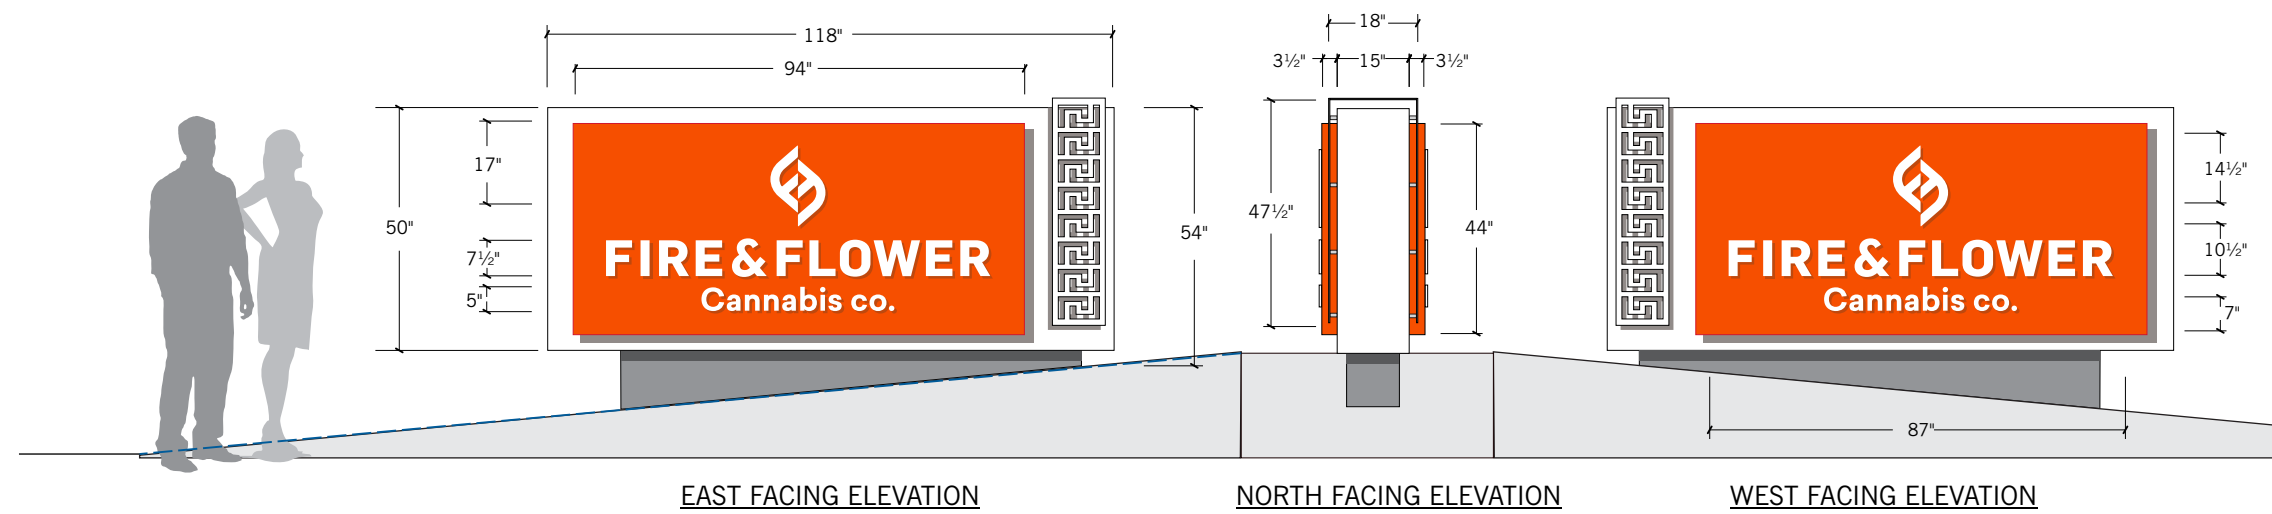 118"
94"
50"
17"
7½"
5"
54"
FIRE & FLOWER
Cannabis co.
EAST FACING ELEVATION
18"
3½"
15"
3½"
47½"
44"
NORTH FACING ELEVATION
FIRE & FLOWER
Cannabis co.
14½"
10½"
7"
87"
WEST FACING ELEVATION